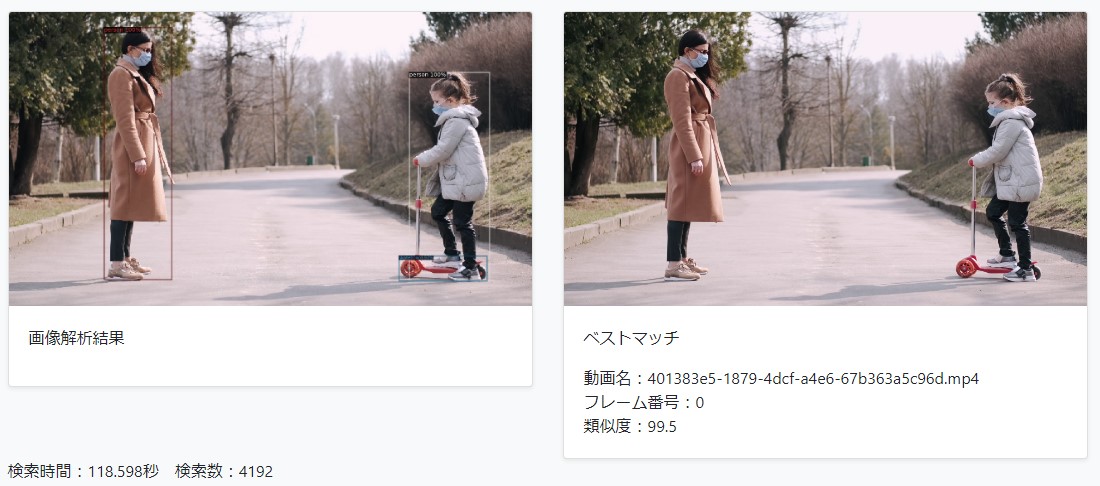 person 100%
person 100%
画像解析結果
ベストマッチ
動画名：401383e5-1879-4dcf-a4e6-67b363a5c96d.mp4
フレーム番号：0
類似度：99.5
検索時間：118.598秒　検索数：4192